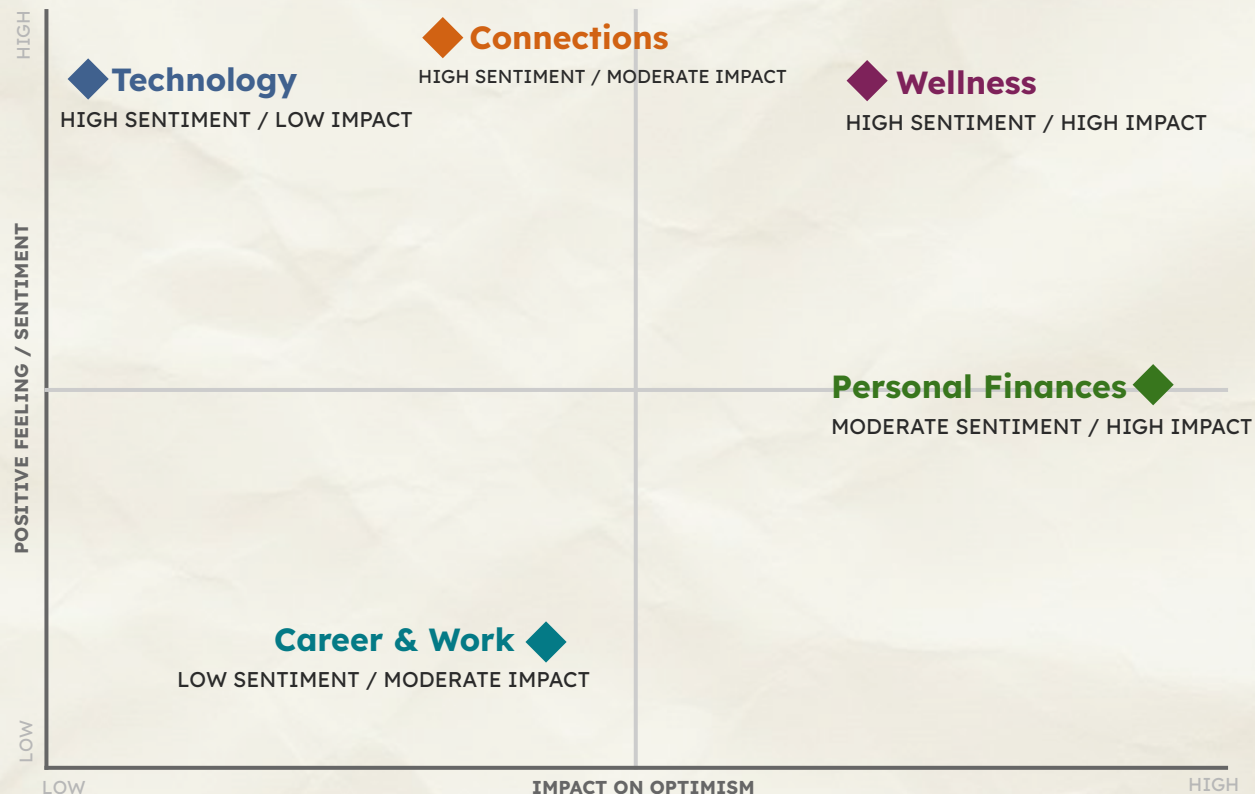 HIGH
Connections
HIGH SENTIMENT / MODERATE IMPACT
Technology
HIGH SENTIMENT / LOW IMPACT
Wellness
HIGH SENTIMENT / HIGH IMPACT
POSITIVE FEELING / SENTIMENT
Personal Finances
MODERATE SENTIMENT / HIGH IMPACT
Career & Work
LOW SENTIMENT / MODERATE IMPACT
LOW
LOW
IMPACT ON OPTIMISM
HIGH